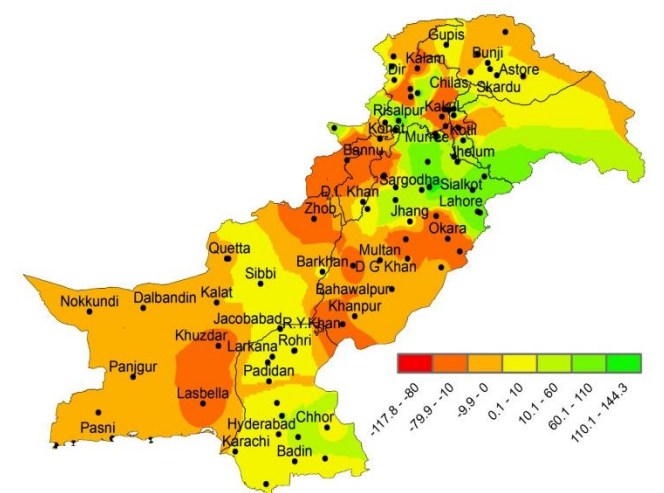 Gupis
Bunji
Kalam
Dir
Astore
Chilas
Skardu
Risalpur
Kakul
Kohat
Murree
Kotli
Bannu
Jhelum
Sargodha
D.I. Khan
Sialkot
Zhob
Jhang
Lahore
Okara
Quetta
Multan
Barkhan
D G Khan
Sibbi
Bahawalpur
Kalat
Nokkundi
Dalbandin
Khanpur
Jacobabad
R.Y.Khan
Khuzdar
Larkana
Rohri
Padidan
Panjgur
Lasbella
Pasni
Hyderabad
Chhor
Karachi
Badin
-117.8 - -80
-79.9 - -10
-9.9 - 0
0.1 - 10
10.1 - 60
60.1 - 110
110.1 - 144.3